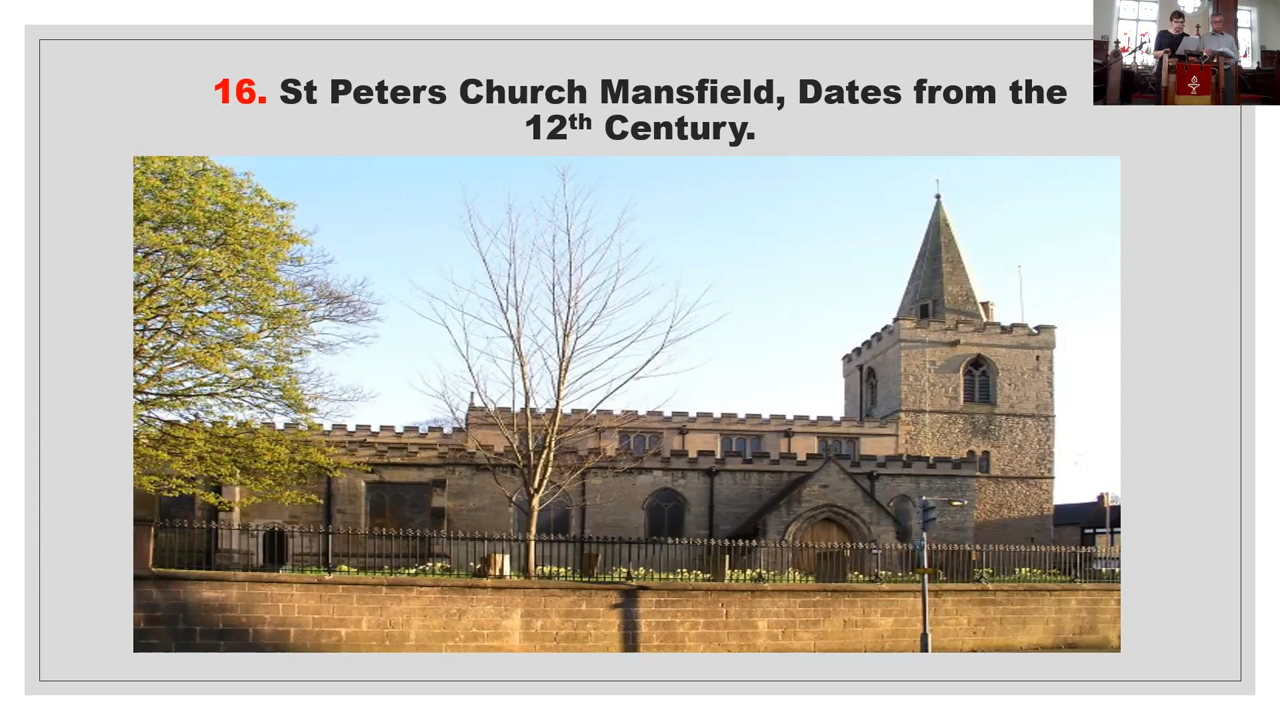 16. St Peters Church Mansfield, Dates from the
12th Century.